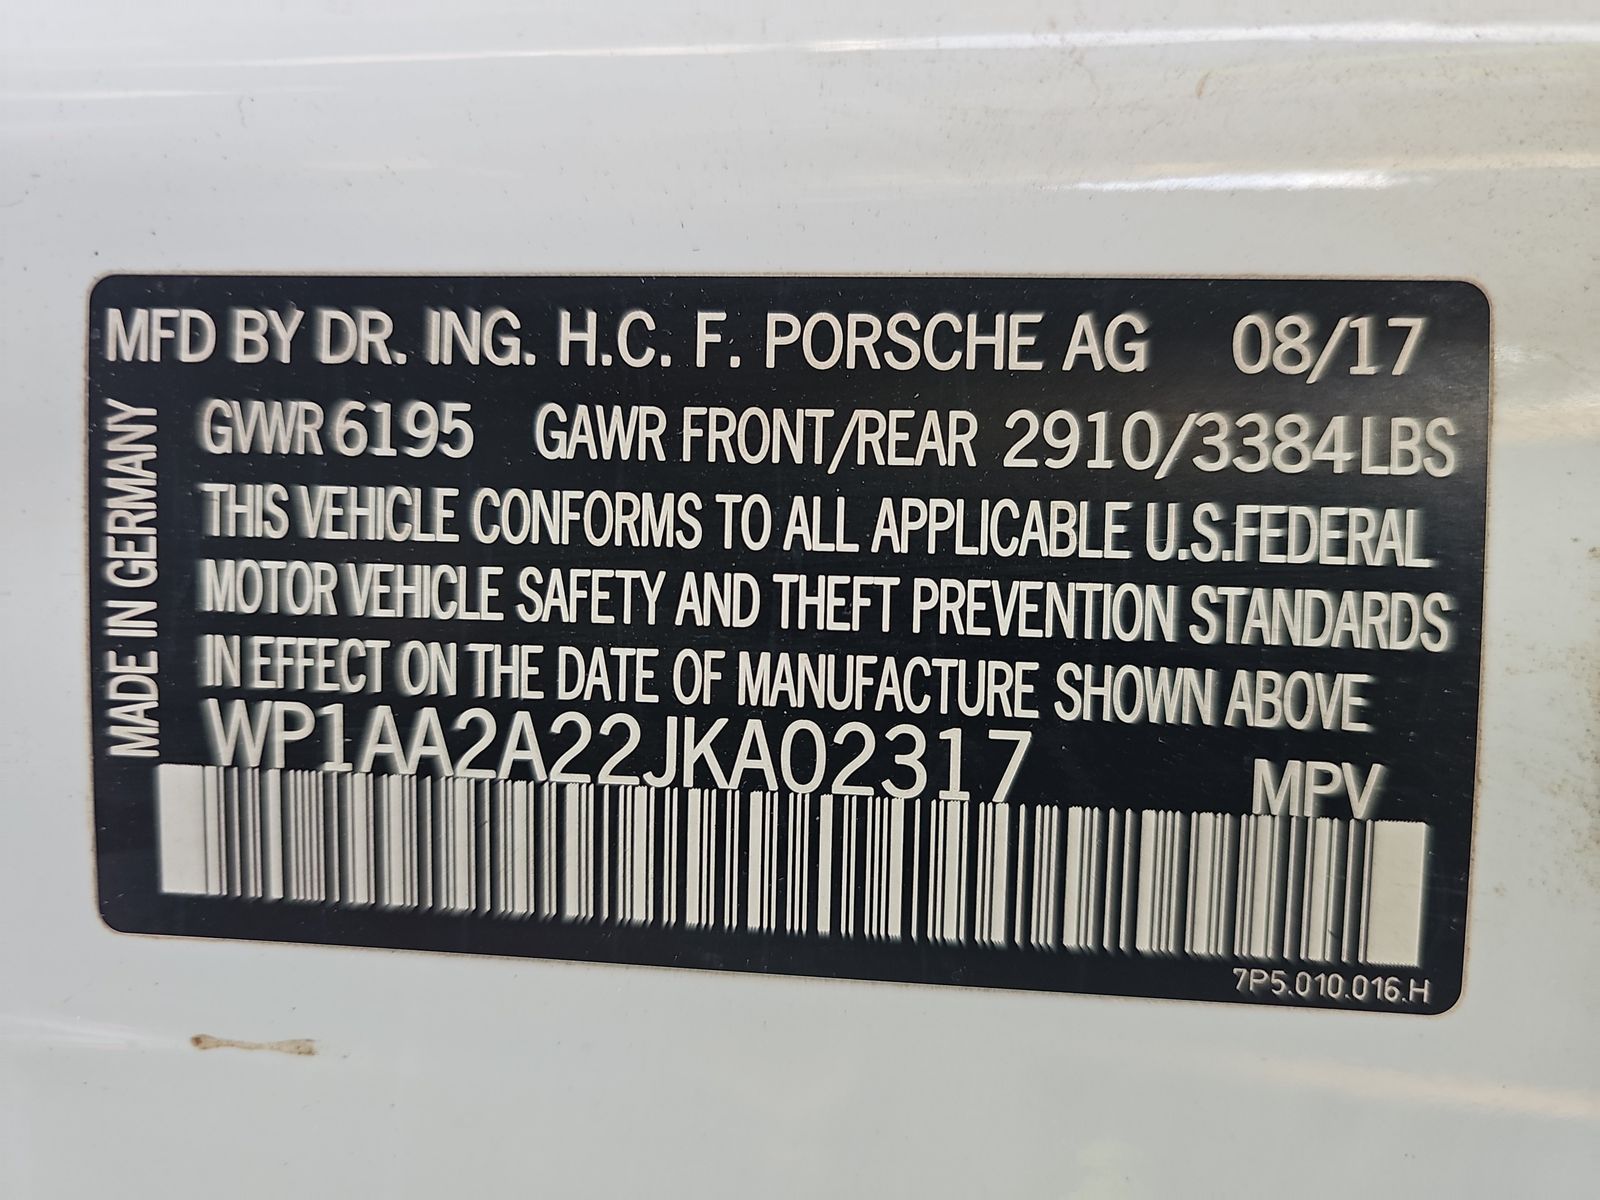 MFD BY DR. ING. H.C. F. PORSCHE AG 08/17
GVWR 6195 GAWR FRONT/REAR 2910/3384 LBS
THIS VEHICLE CONFORMS TO ALL APPLICABLE U.S.FEDERAL
MOTOR VEHICLE SAFETY AND THEFT PREVENTION STANDARDS
IN EFFECT ON THE DATE OF MANUFACTURE SHOWN ABOVE
WP1AA2A22JKA02317 MPV
7P5.010.016.H
MADE IN GERMANY